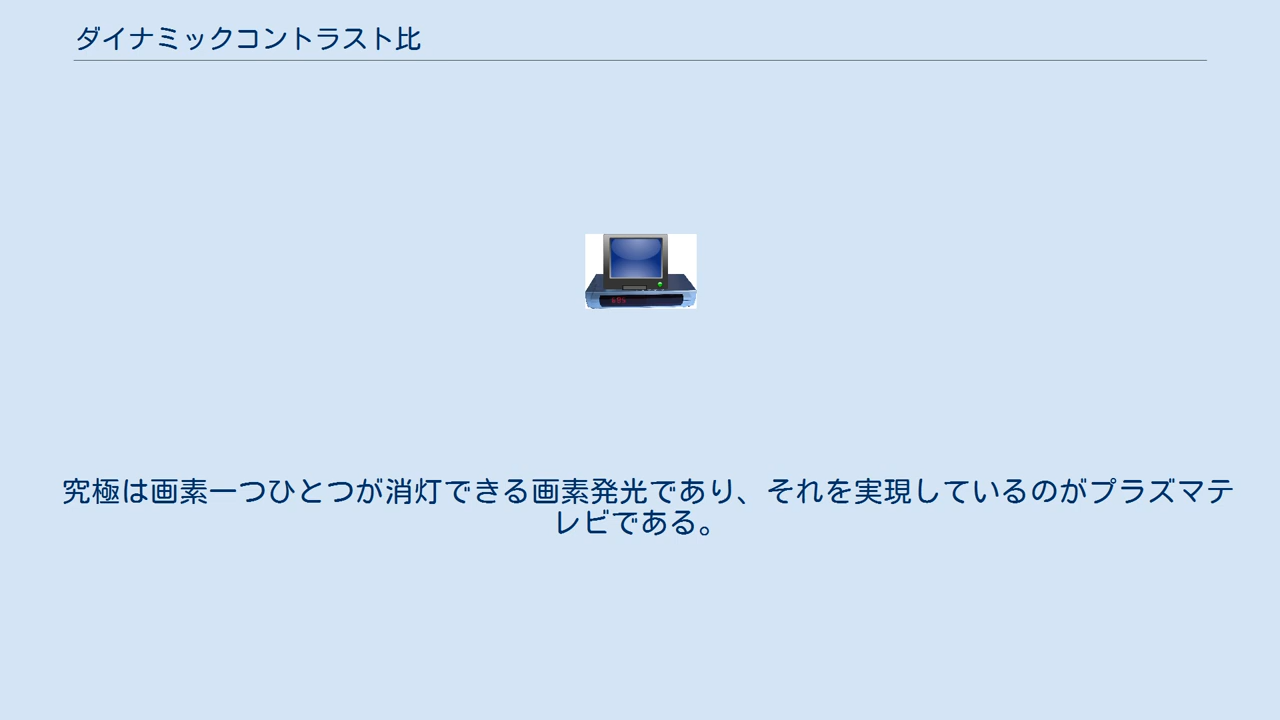 ダイナミックコントラスト比
686
究極は画素一つひとつが消灯できる画素発光であり、それを実現しているのがプラズマテ
レビである。